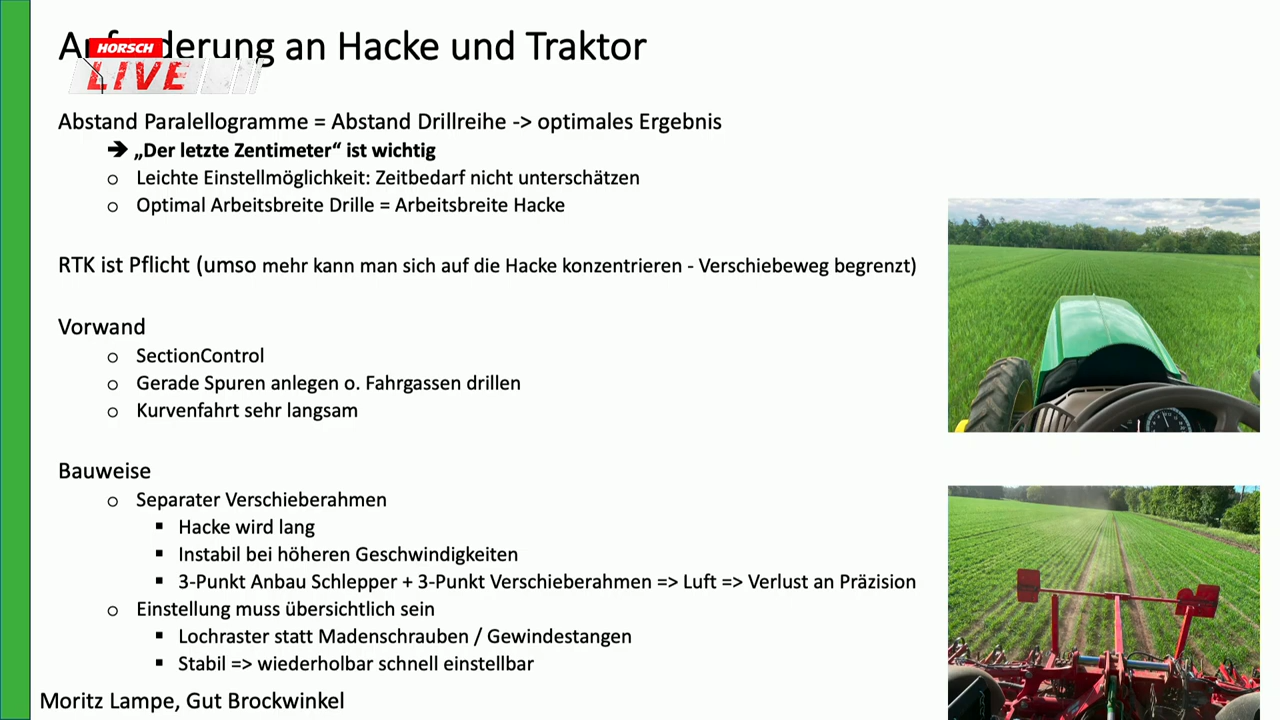 Anforderung an Hacke und Traktor
HORSCH
LIVE
Abstand Paralellogramme = Abstand Drillreihe -> optimales Ergebnis
➔ „Der letzte Zentimeter“ ist wichtig
o Leichte Einstellmöglichkeit: Zeitbedarf nicht unterschätzen
o Optimal Arbeitsbreite Drille = Arbeitsbreite Hacke
RTK ist Pflicht (umso mehr kann man sich auf die Hacke konzentrieren - Verschiebeweg begrenzt)
Vorwand
o SectionControl
o Gerade Spuren anlegen o. Fahrgassen drillen
o Kurvenfahrt sehr langsam
Bauweise
o Separater Verschieberahmen
▪ Hacke wird lang
▪ Instabil bei höheren Geschwindigkeiten
▪ 3-Punkt Anbau Schlepper + 3-Punkt Verschieberahmen => Luft => Verlust an Präzision
o Einstellung muss übersichtlich sein
▪ Lochraster statt Madenschrauben / Gewindestangen
▪ Stabil => wiederholbar schnell einstellbar
Moritz Lampe, Gut Brockwinkel